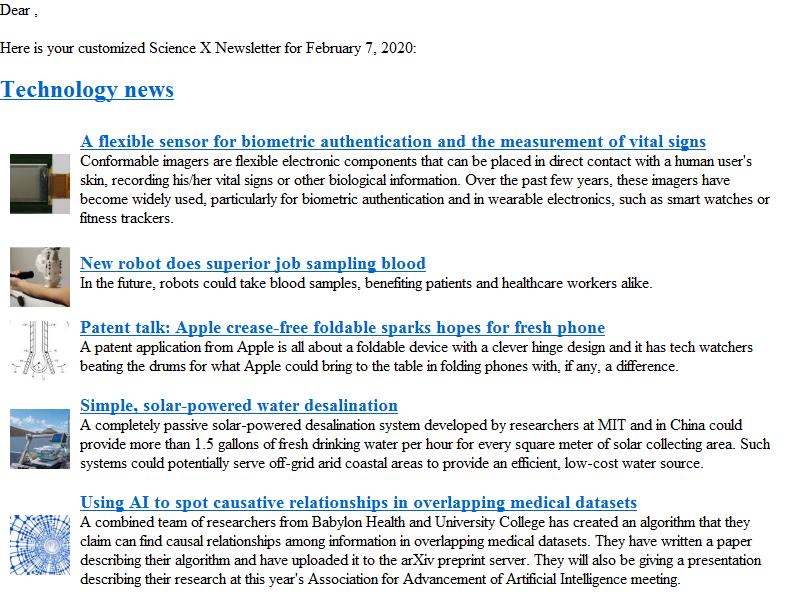 Dear ,
Here is your customized Science X Newsletter for February 7, 2020:
Technology news
A flexible sensor for biometric authentication and the measurement of vital signs
Conformable imagers are flexible electronic components that can be placed in direct contact with a human user's
skin, recording his/her vital signs or other biological information. Over the past few years, these imagers have
become widely used, particularly for biometric authentication and in wearable electronics, such as smart watches or
fitness trackers.
New robot does superior job sampling blood
In the future, robots could take blood samples, benefiting patients and healthcare workers alike.
Patent talk: Apple crease-free foldable sparks hopes for fresh phone
A patent application from Apple is all about a foldable device with a clever hinge design and it has tech watchers
beating the drums for what Apple could bring to the table in folding phones with, if any, a difference.
Simple, solar-powered water desalination
A completely passive solar-powered desalination system developed by researchers at MIT and in China could
provide more than 1.5 gallons of fresh drinking water per hour for every square meter of solar collecting area. Such
systems could potentially serve off-grid arid coastal areas to provide an efficient, low-cost water source.
Using AI to spot causative relationships in overlapping medical datasets
A combined team of researchers from Babylon Health and University College has created an algorithm that they
claim can find causal relationships among information in overlapping medical datasets. They have written a paper
describing their algorithm and have uploaded it to the arXiv preprint server. They will also be giving a presentation
describing their research at this year's Association for Advancement of Artificial Intelligence meeting.